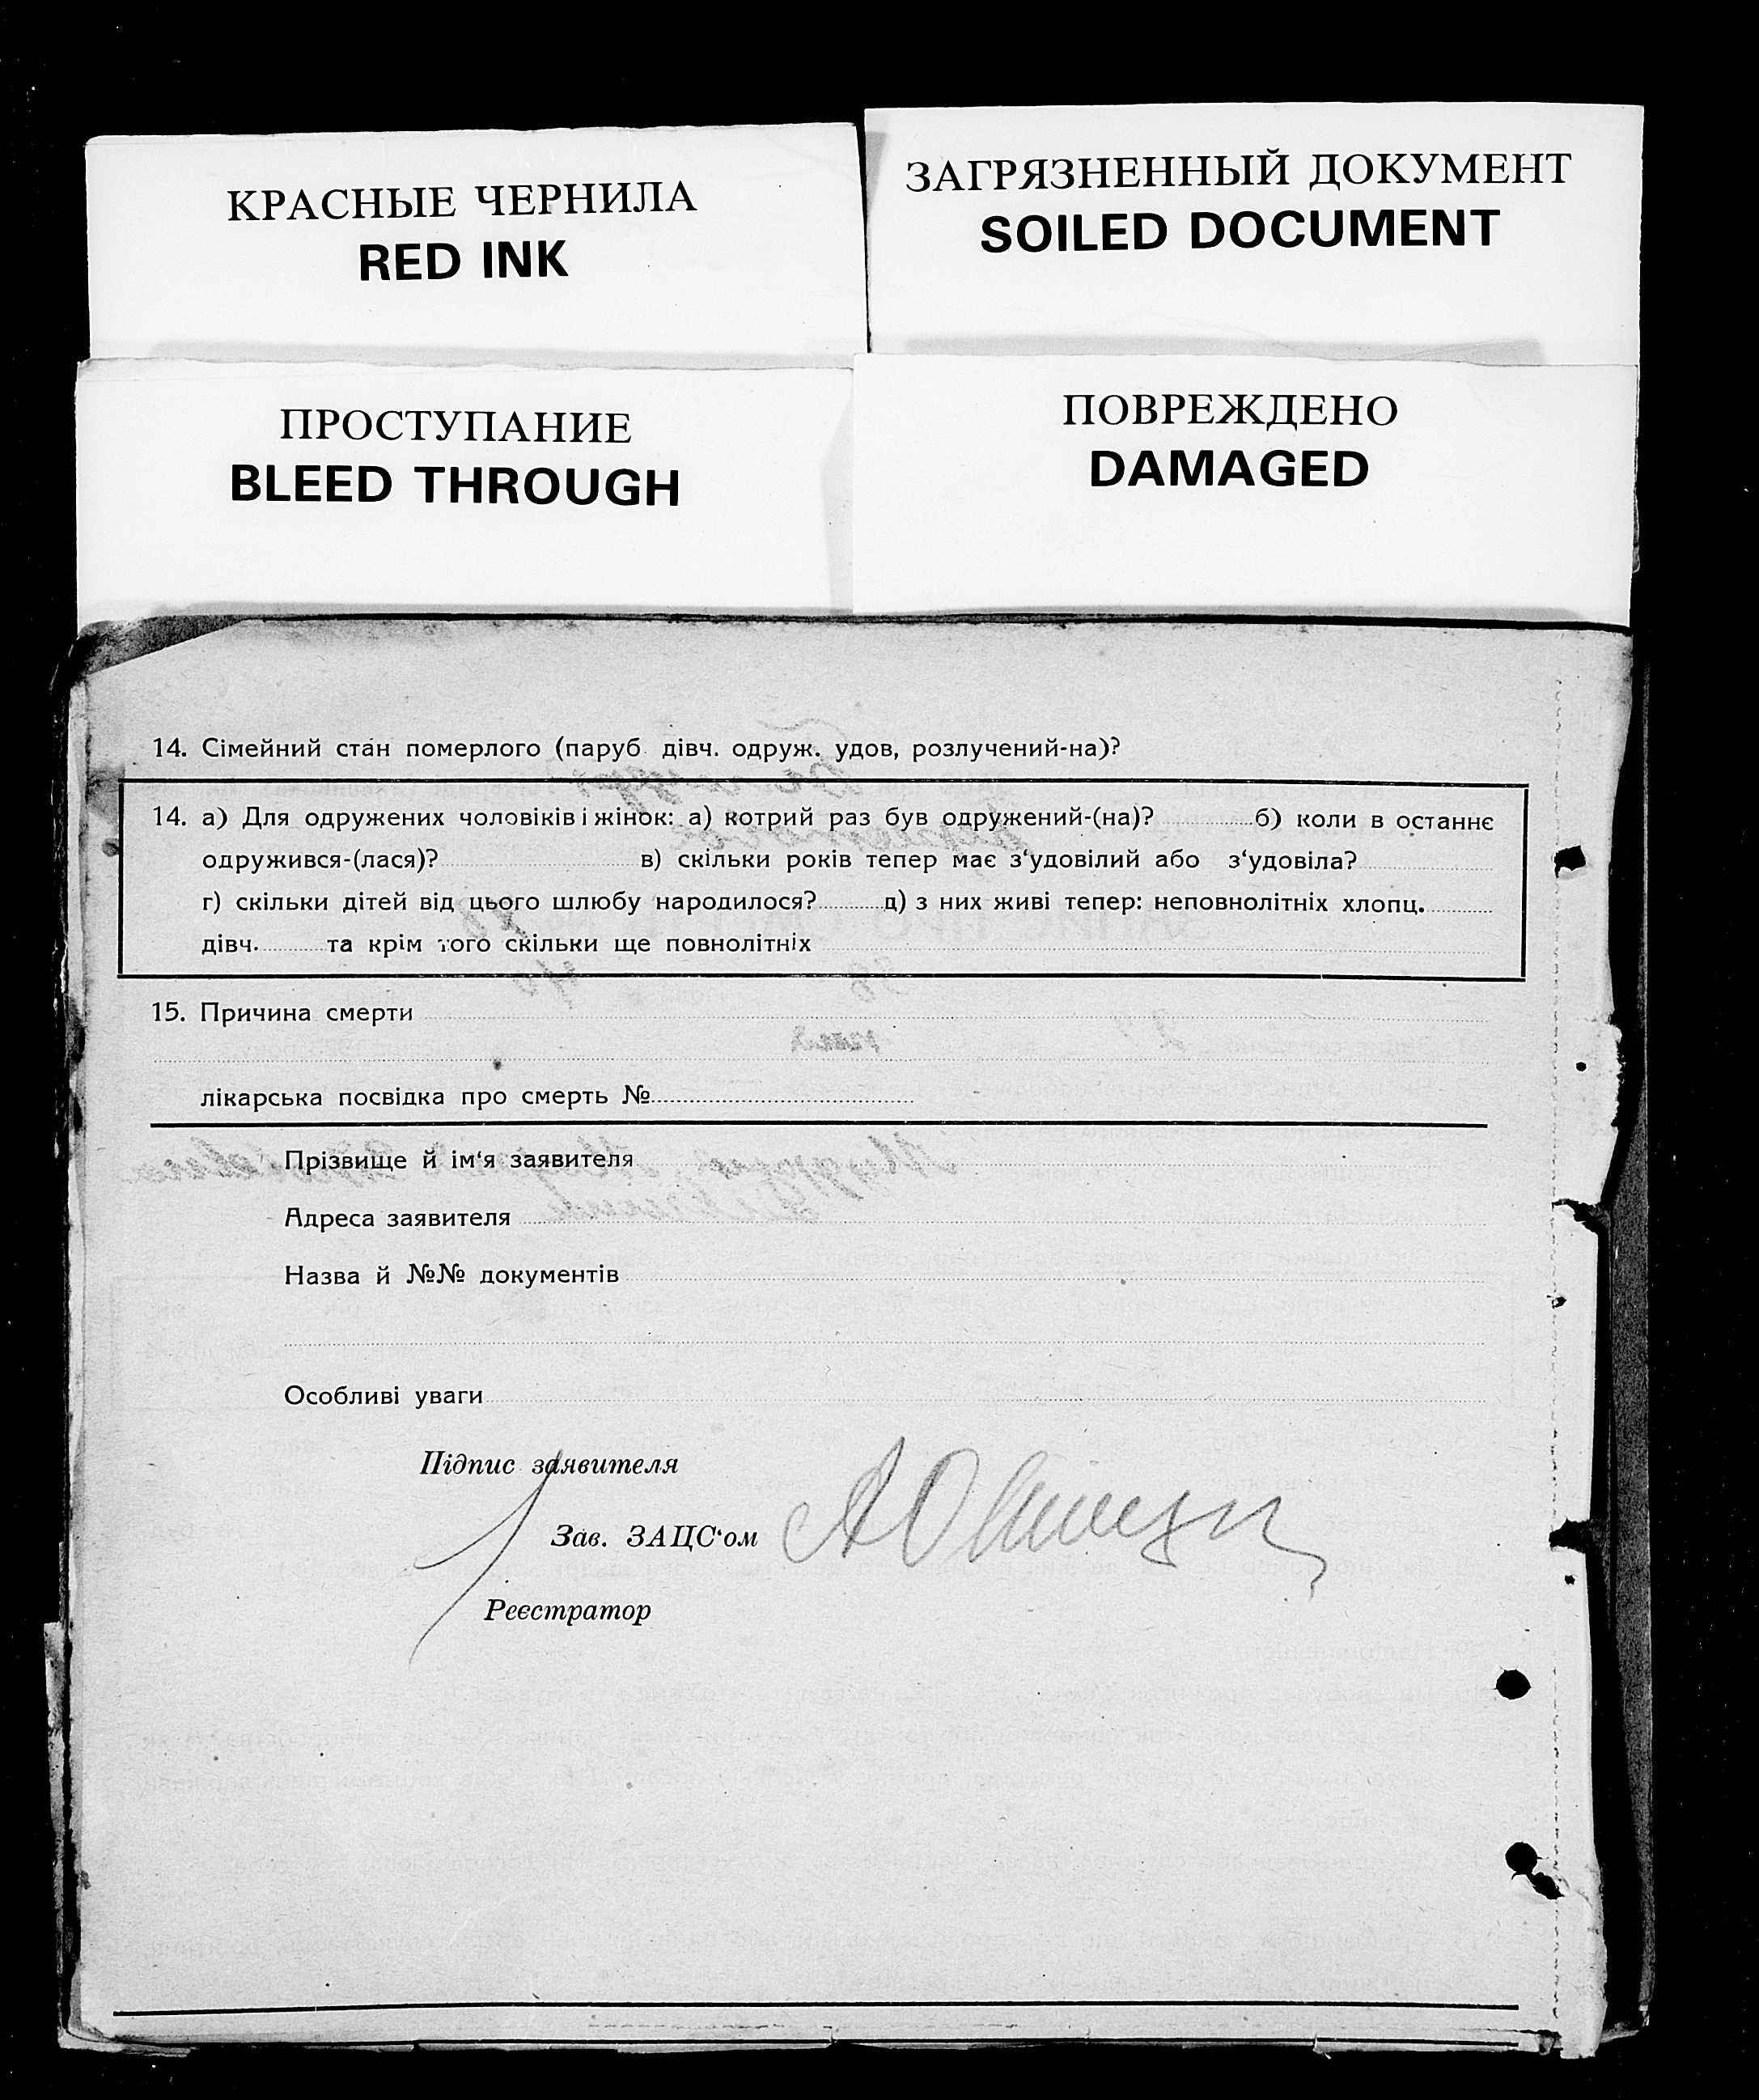 КРАСНЫЕ ЧЕРНИЛА
RED INK
ЗАГРЯЗНЕННЫЙ ДОКУМЕНТ
SOILED DOCUMENT
ПРОСТУПАНИЕ
BLEED THROUGH
ПОВРЕЖДЕНО
DAMAGED
14. Сімейний стан померлого (паруб. дівч. одруж. удов, розлучений-на)?
14. а) Для одружених чоловіків і жінок: а) котрий раз був одружений-(на)? б) коли в останнє
одружився-(лася)? в) скільки років тепер має з‘удовілий або з‘удовіла?
г) скільки дітей від цього шлюбу народилося? д) з них живі тепер: неповнолітніх хлопц.
дівч. та крім того скільки ще повнолітніх
15. Причина смерти
лікарська посвідка про смерть №
Прізвище й ім‘я заявителя
Адреса заявителя
Назва й №№ документів
Особливі уваги
Підпис заявителя
Зав. ЗАЦС‘ом
Реєстратор